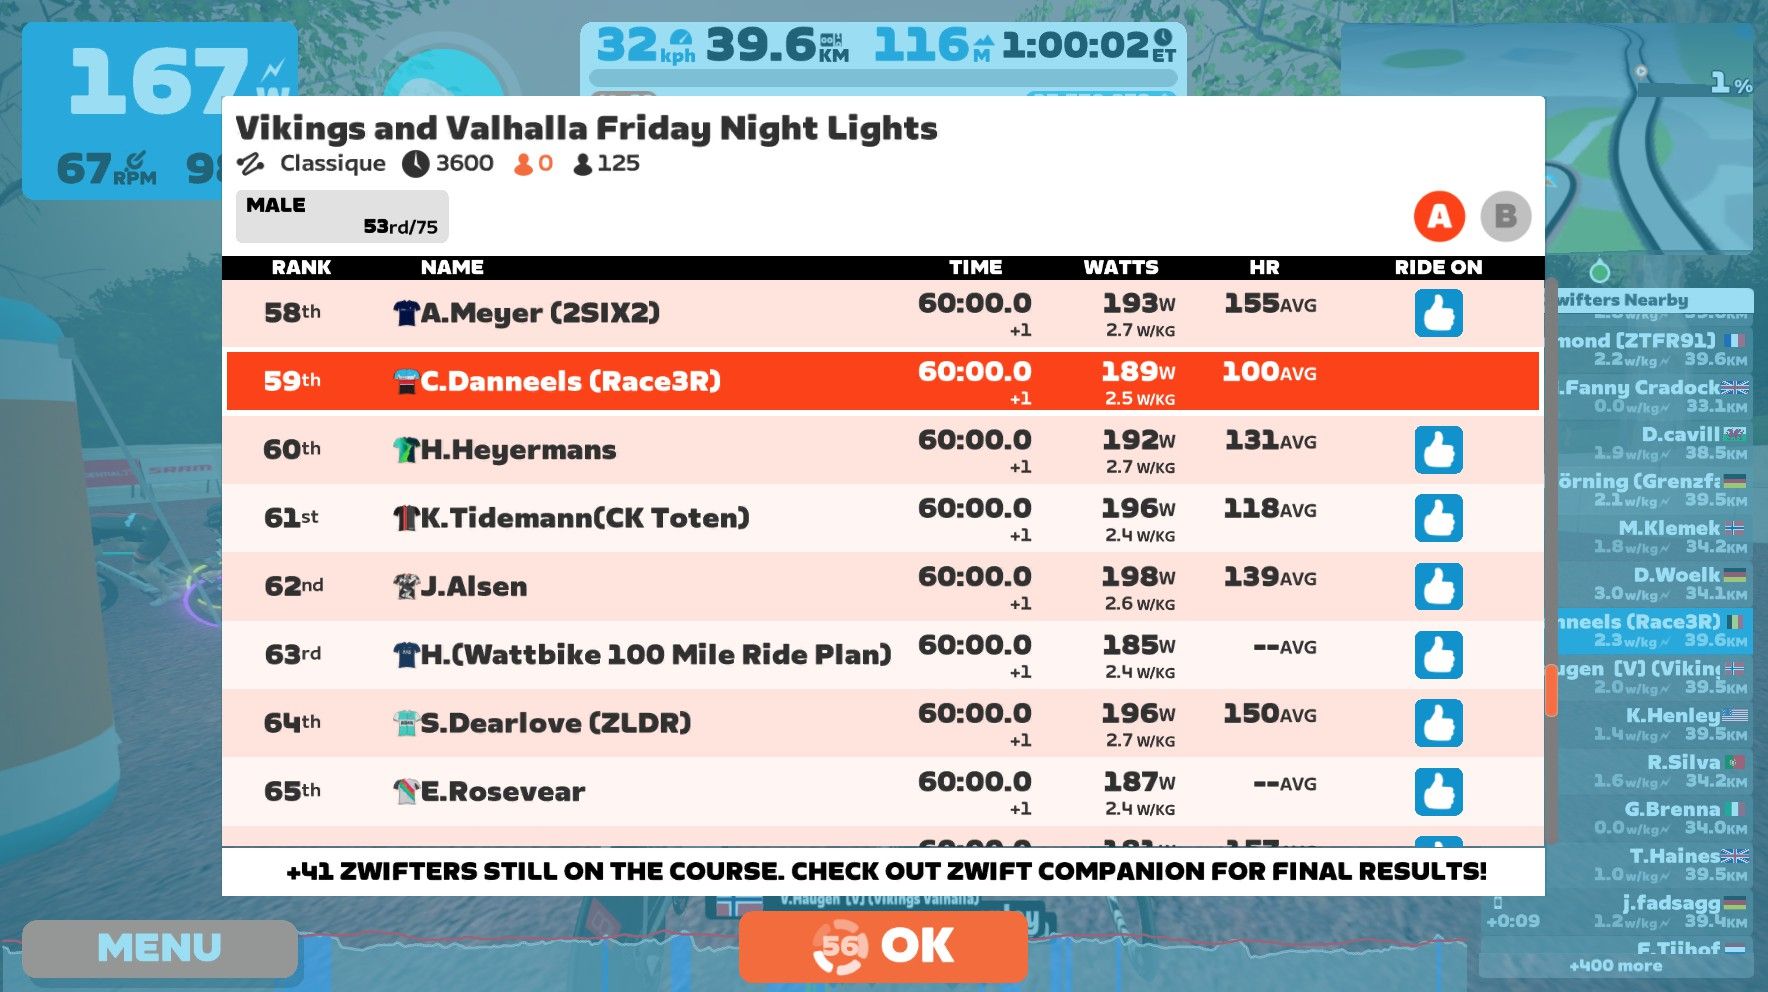 167 W
67 RPM
32 kph 39.6 KM 116 M 1:00:02 ET
1 %
Vikings and Valhalla Friday Night Lights
Classique 3600 0 125
MALE
53rd/75
A B
RANK NAME TIME WATTS HR RIDE ON
58th A.Meyer (2SIX2) 60:00.0 193W 155AVG
+1 2.7 W/KG
59th C.Danneels (Race3R) 60:00.0 189W 100AVG
+1 2.5 W/KG
60th H.Heyermans 60:00.0 192W 131AVG
+1 2.7 W/KG
61st K.Tidemann(CK Toten) 60:00.0 196W 118AVG
+1 2.4 W/KG
62nd J.Alsen 60:00.0 198W 139AVG
+1 2.6 W/KG
63rd H.(Wattbike 100 Mile Ride Plan) 60:00.0 185W --AVG
+1 2.4 W/KG
64th S.Dearlove (ZLDR) 60:00.0 196W 150AVG
+1 2.7 W/KG
65th E.Rosevear 60:00.0 187W --AVG
+1 2.4 W/KG
+41 ZWIFTERS STILL ON THE COURSE. CHECK OUT ZWIFT COMPANION FOR FINAL RESULTS!
wifters Nearby
mond (ZTFR91)
2.2w/kg 39.6KM
.Fanny Cradock
0.0w/kg 33.1KM
D.cavill
1.9w/kg 38.5KM
örning (Grenzfa
2.1w/kg 39.5KM
M.Klemek
1.8w/kg 34.2KM
D.Woelk
3.0w/kg 34.1KM
nneels (Race3R)
2.3w/kg 39.6KM
ugen [V] (Viking
2.0w/kg 39.5KM
K.Henley
1.4w/kg 39.5KM
R.Silva
1.6w/kg 34.2KM
G.Brenna
0.0w/kg 34.0KM
T.Haines
1.0w/kg 39.5KM
j.fadsagg
+0:09 1.2w/kg 39.4KM
+400 more
SRAM
V.Haugen [V] (Vikings Valhalla)
MENU
56 OK